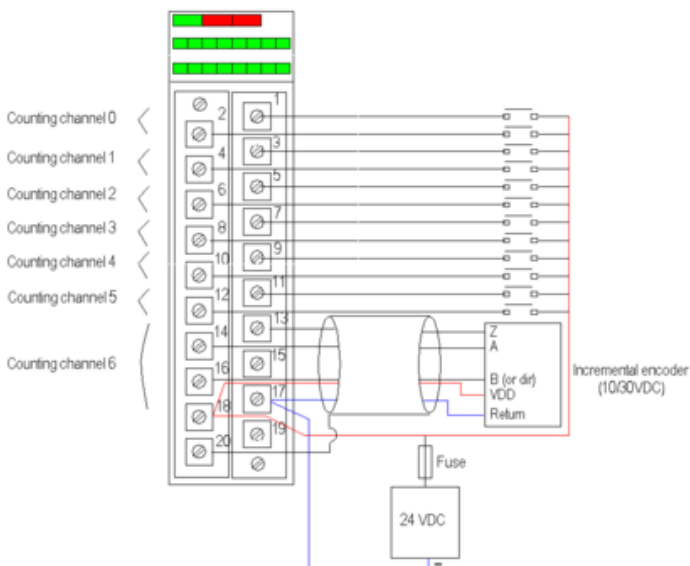 1
2
Counting channel 0
3
4
Counting channel 1
5
6
Counting channel 2
7
8
Counting channel 3
9
10
Counting channel 4
11
12
Counting channel 5
13
14
Z
A
15
16
Counting channel 6
B (or dir)
VDD
Incremental encoder
(10/30VDC)
17
18
Return
19
20
Fuse
24 VDC